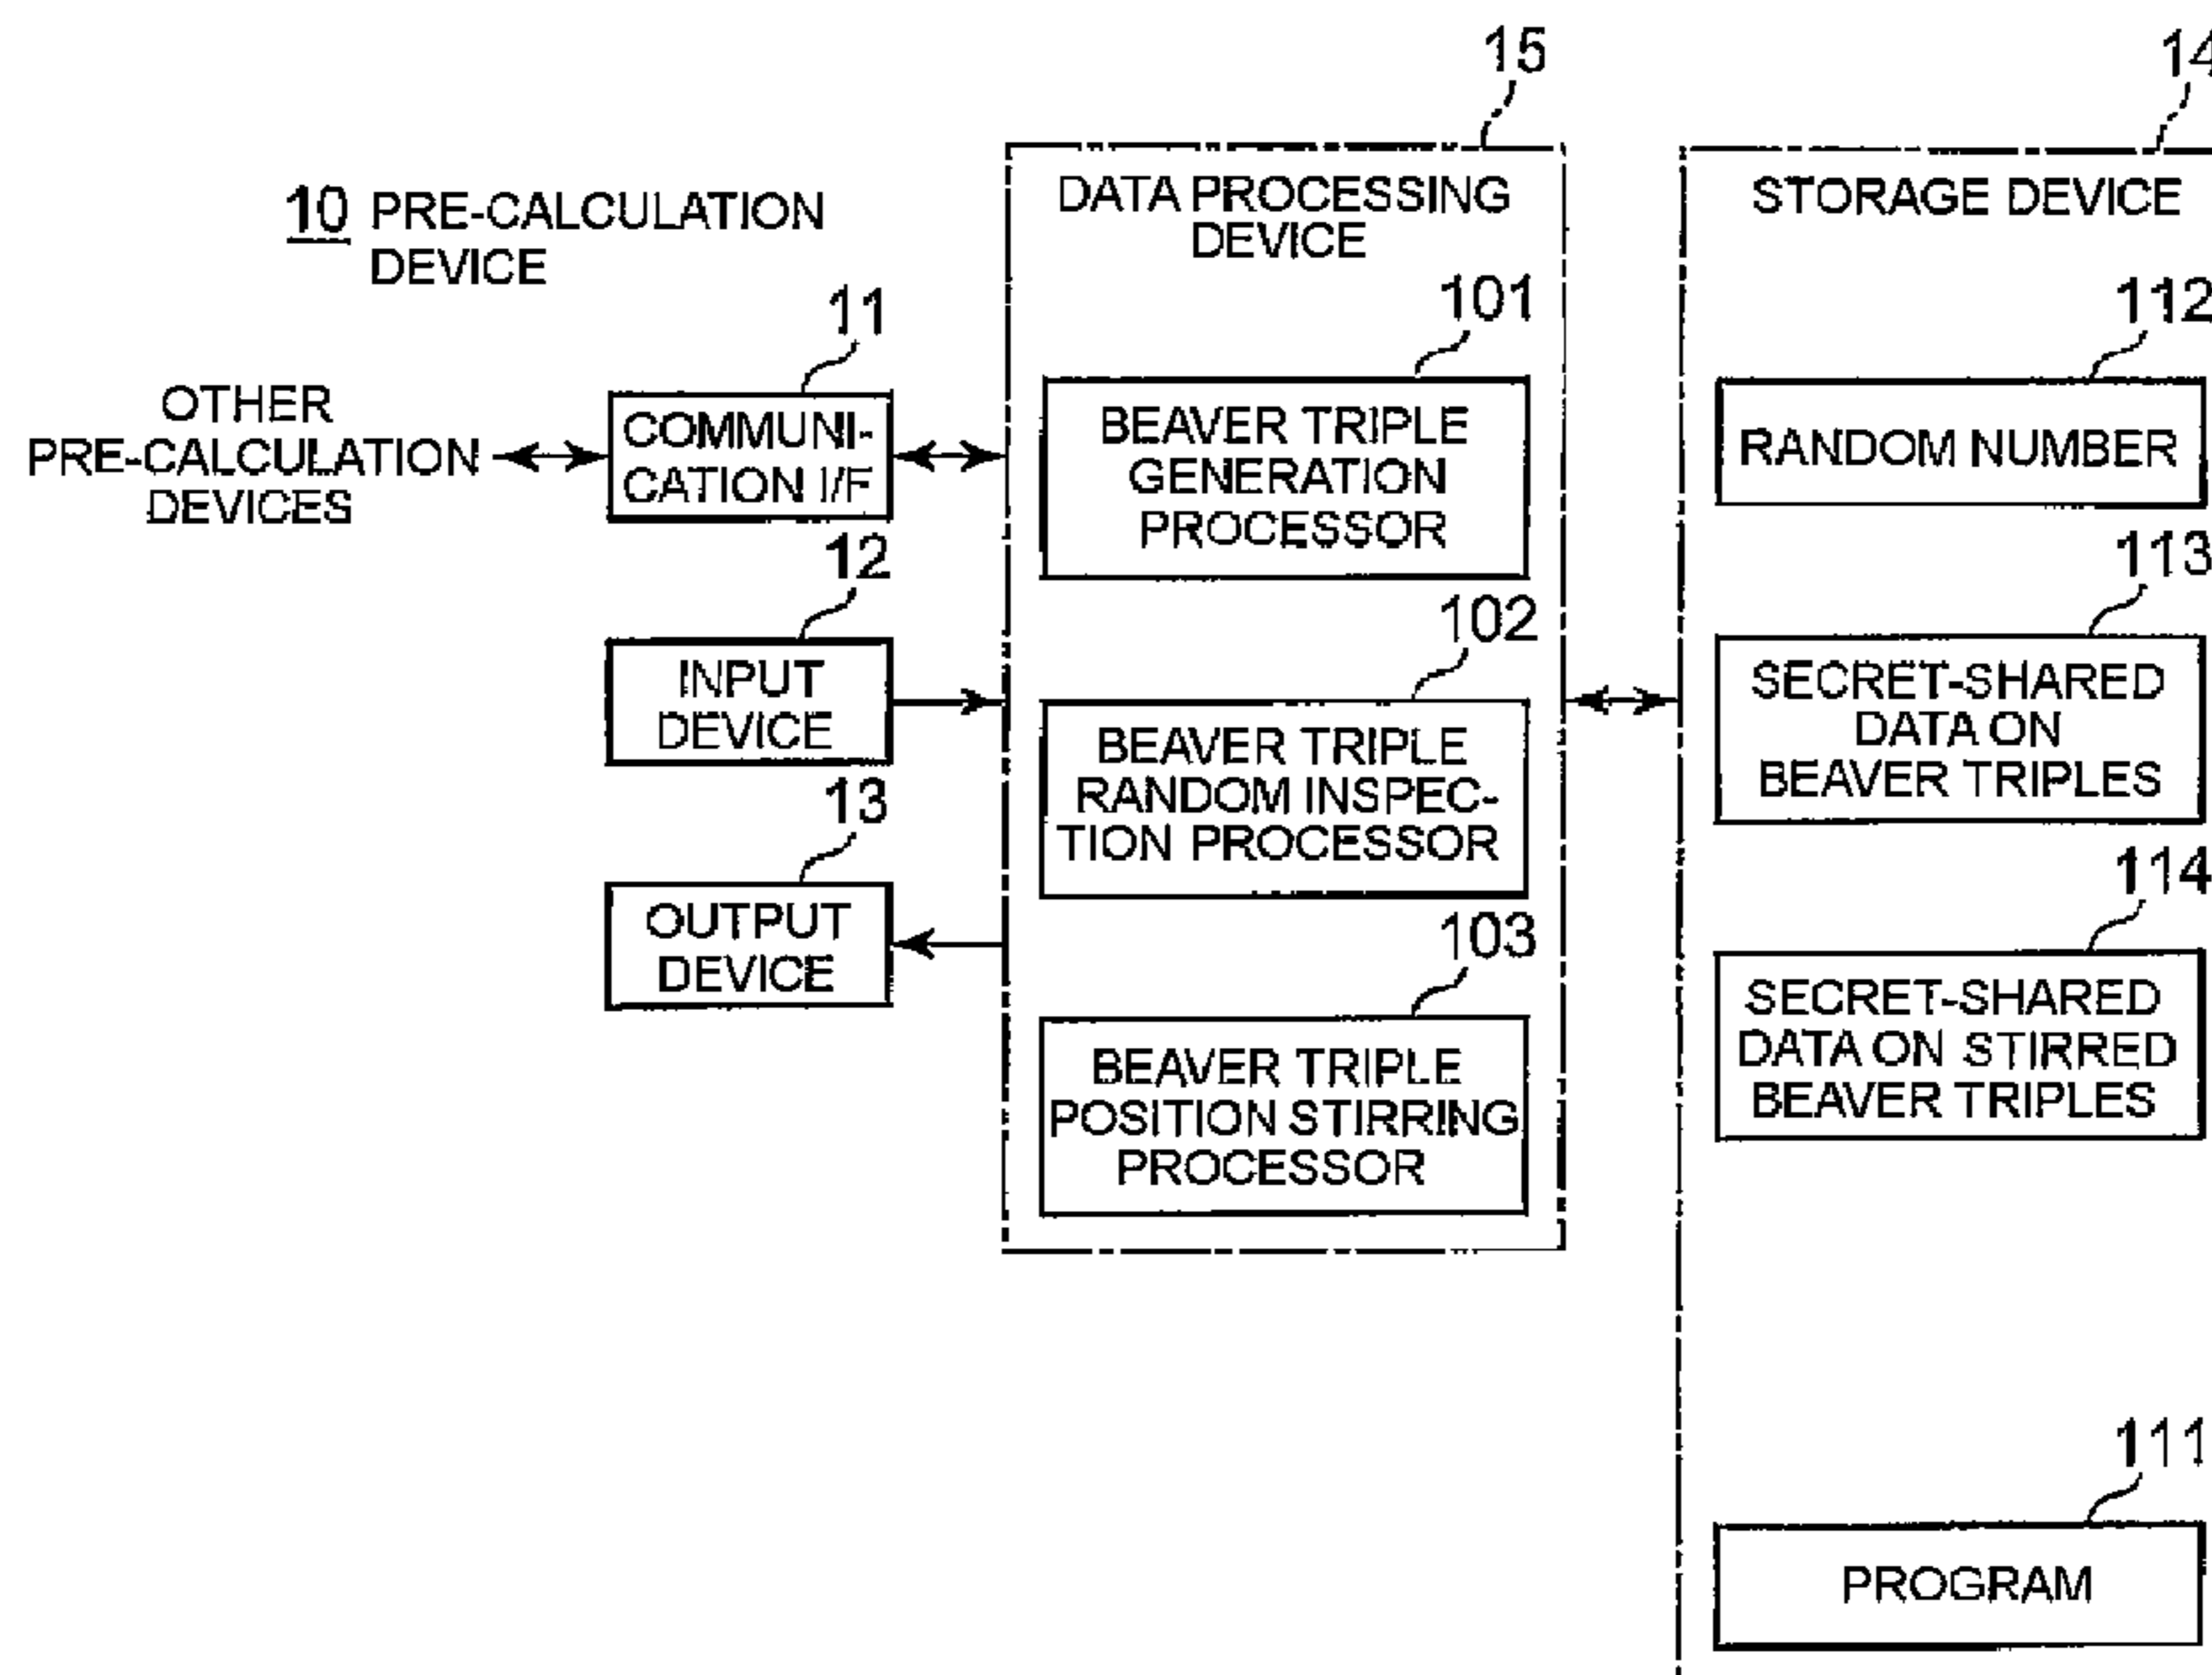 15
14
10 PRE-CALCULATION
DEVICE
DATA PROCESSING
DEVICE
STORAGE DEVICE
11
101
112
OTHER
PRE-CALCULATION
DEVICES
COMMUNI-
CATION I/F
BEAVER TRIPLE
GENERATION
PROCESSOR
RANDOM NUMBER
12
102
113
INPUT
DEVICE
BEAVER TRIPLE
RANDOM INSPEC-
TION PROCESSOR
SECRET-SHARED
DATA ON
BEAVER TRIPLES
13
103
114
OUTPUT
DEVICE
BEAVER TRIPLE
POSITION STIRRING
PROCESSOR
SECRET-SHARED
DATA ON STIRRED
BEAVER TRIPLES
111
PROGRAM